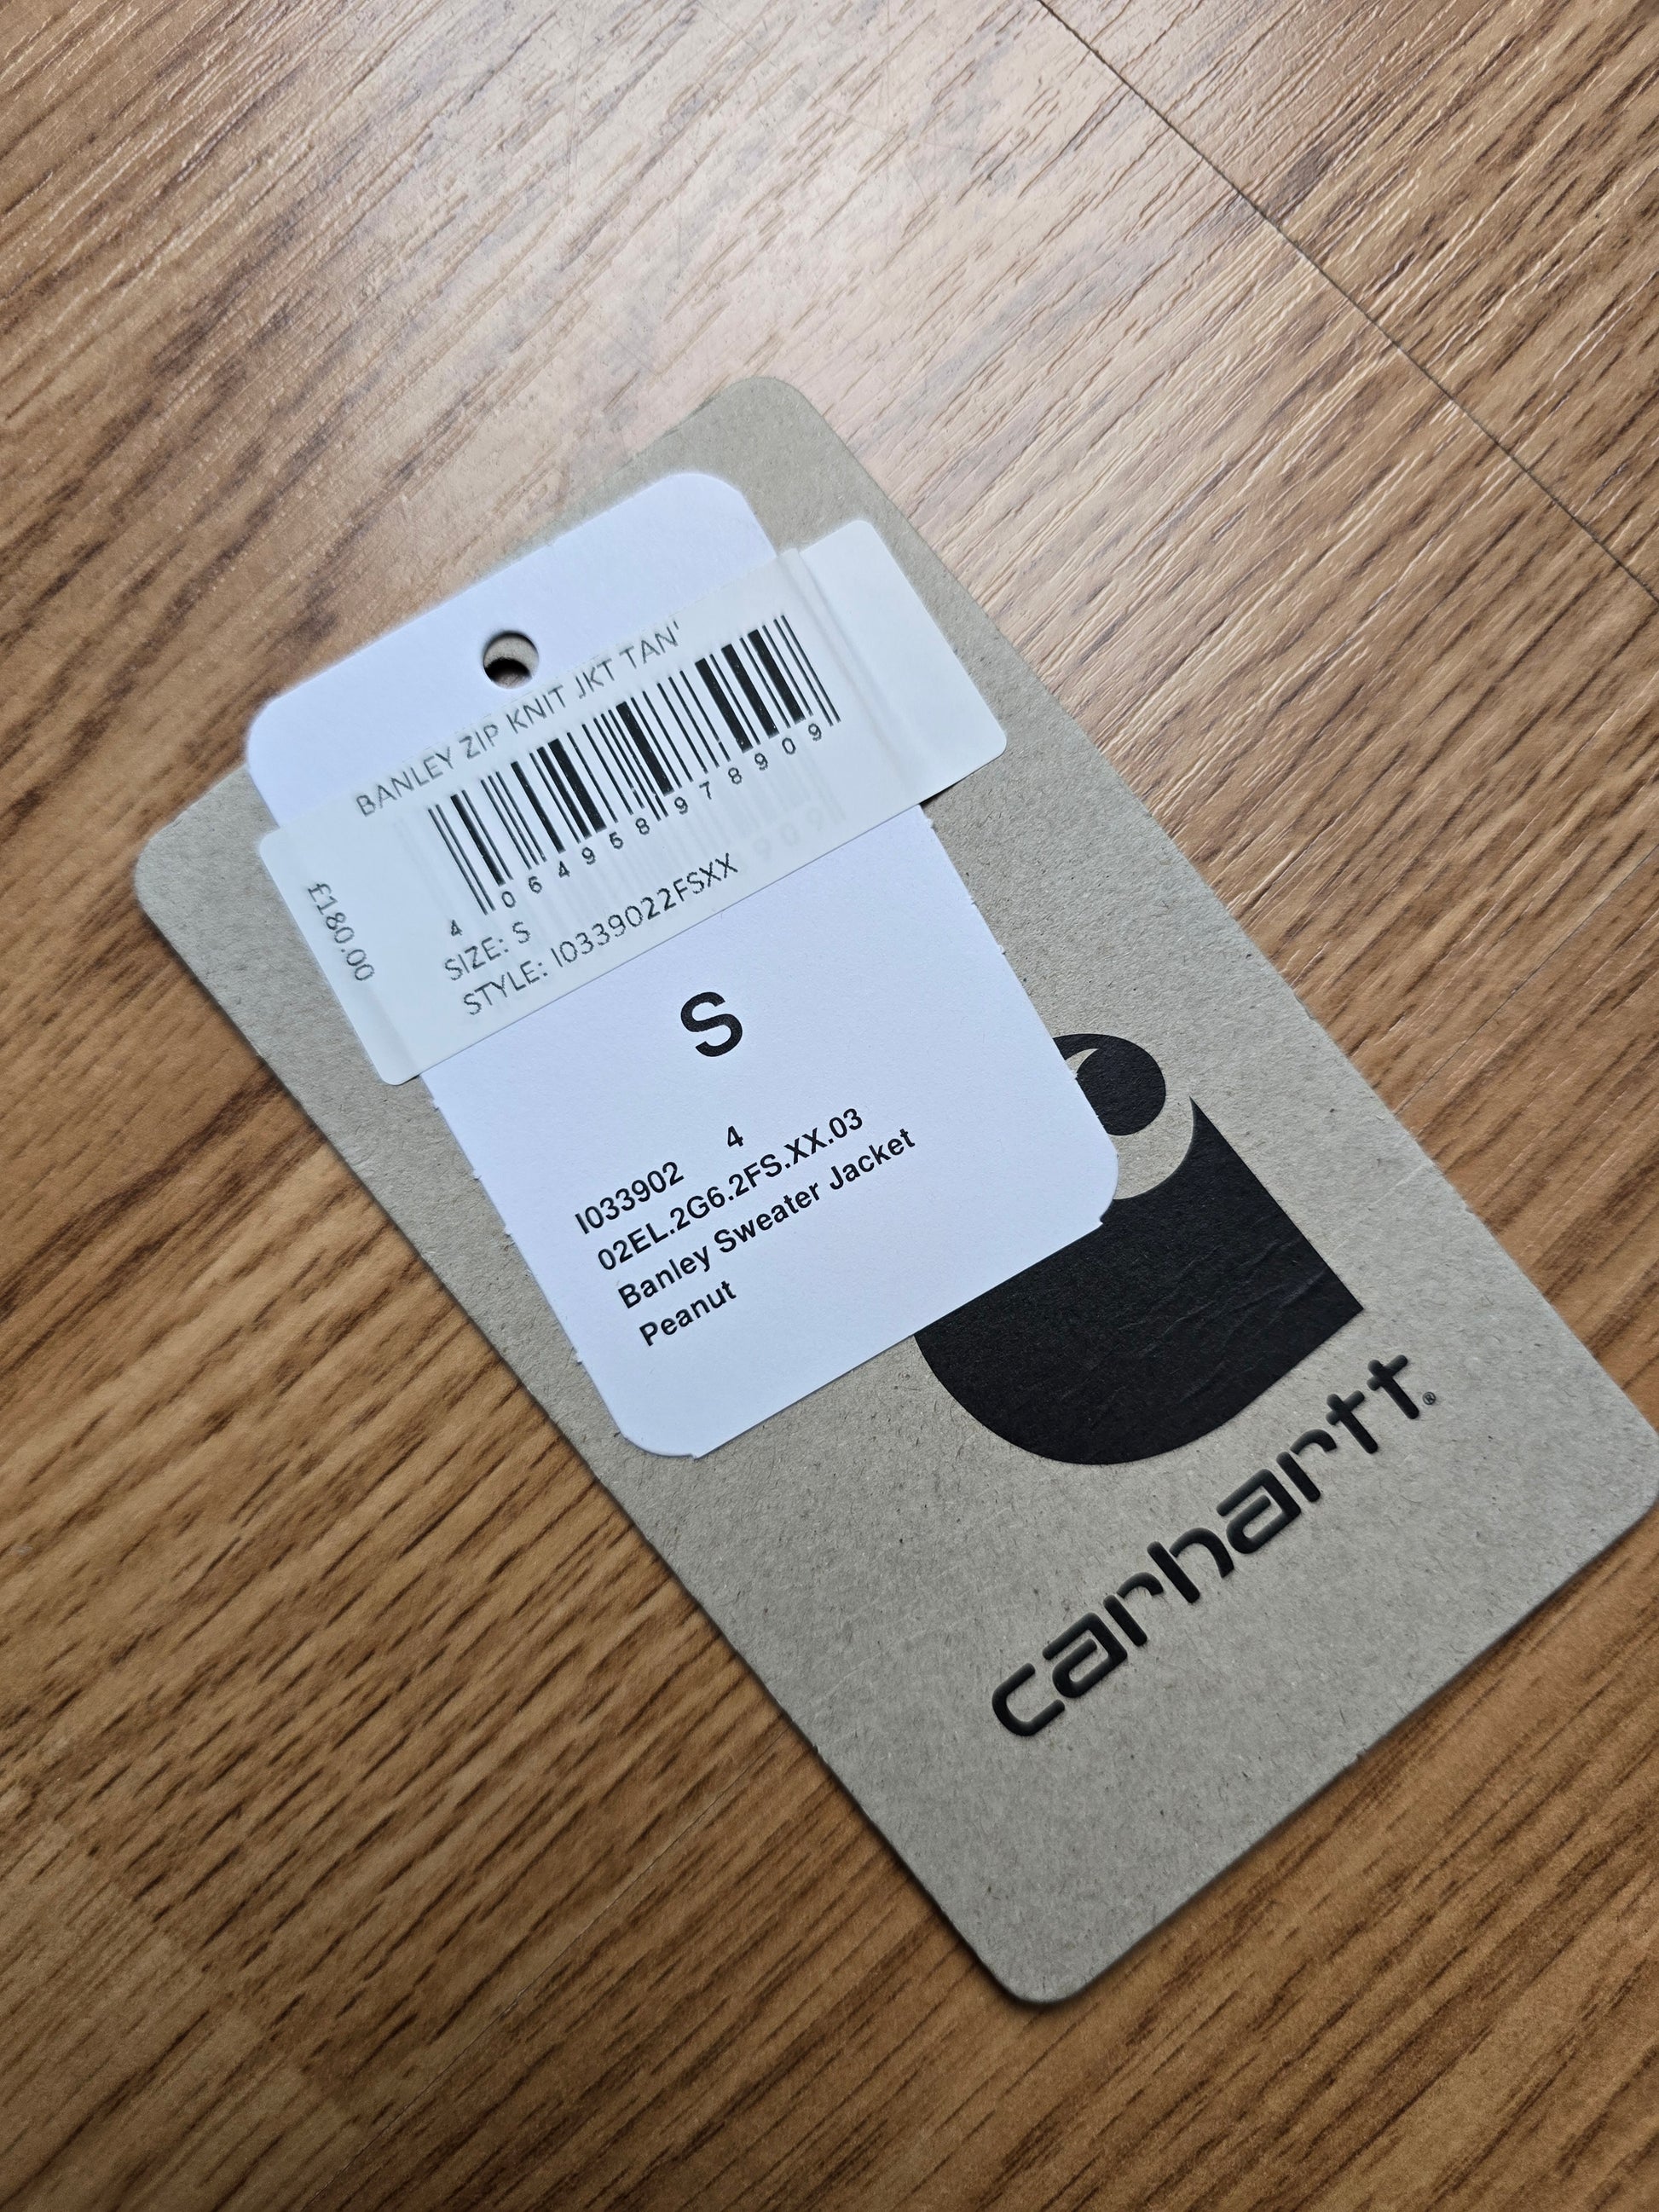 BANLEY ZIP KNIT JKT TAN'
4 064958 978909
SIZE: S
STYLE: I0339022FSXX
£180.00
S
I033902 4
02EL.2G6.2FS.XX.03
Banley Sweater Jacket
Peanut
carhartt®